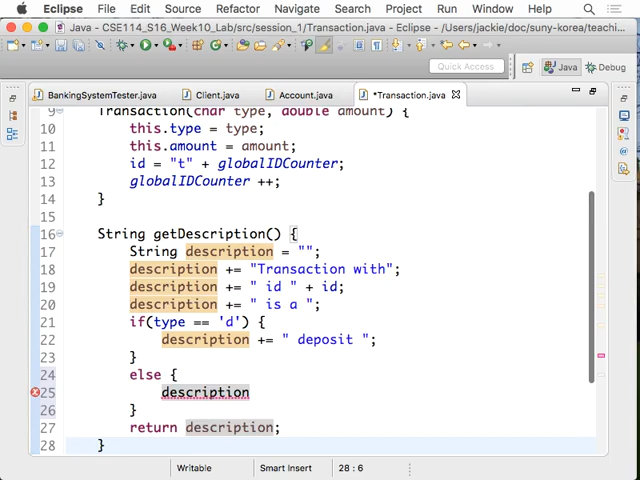 Eclipse File Edit Source Refactor Navigate Search Project Run Window Help
Java - CSE114_S16_Week10_Lab/src/session_1/Transaction.java - Eclipse - /Users/jackie/doc/suny-korea/teachi...
Quick Access
Java
Debug
BankingSystemTester.java
Client.java
Account.java
*Transaction.java
9 Transaction(char type, double amount) {
10 this.type = type;
11 this.amount = amount;
12 id = "t" + globalIDCounter;
13 globalIDCounter ++;
14 }
15
16 String getDescription() {
17 String description = "";
18 description += "Transaction with";
19 description += " id " + id;
20 description += " is a ";
21 if(type == 'd') {
22 description += " deposit ";
23 }
24 else {
25 description
26 }
27 return description;
28 }
Writable
Smart Insert
28 : 6